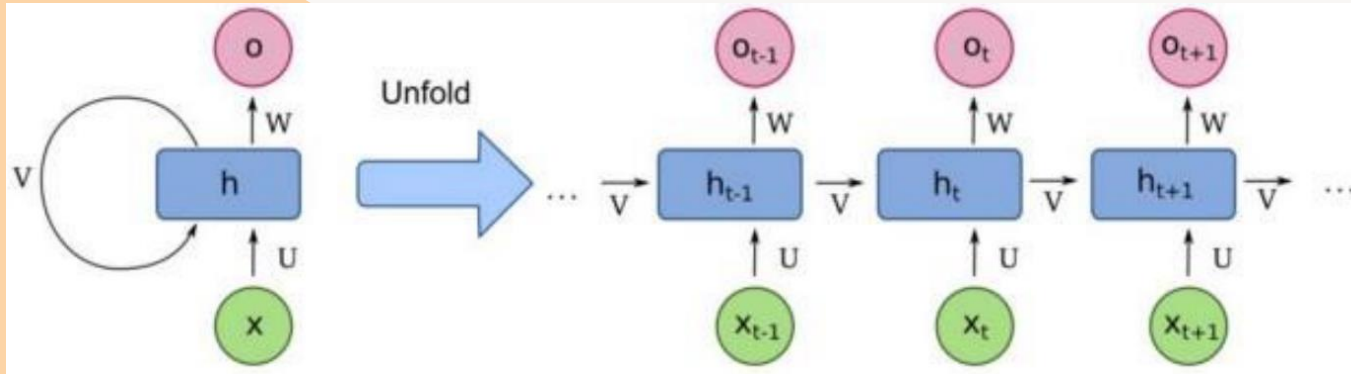 o
o_{t-1}
o_t
o_{t+1}
Unfold
W
W
W
W
V
h
...
V
h_{t-1}
V
h_t
V
h_{t+1}
V
...
U
U
U
U
x
x_{t-1}
x_t
x_{t+1}